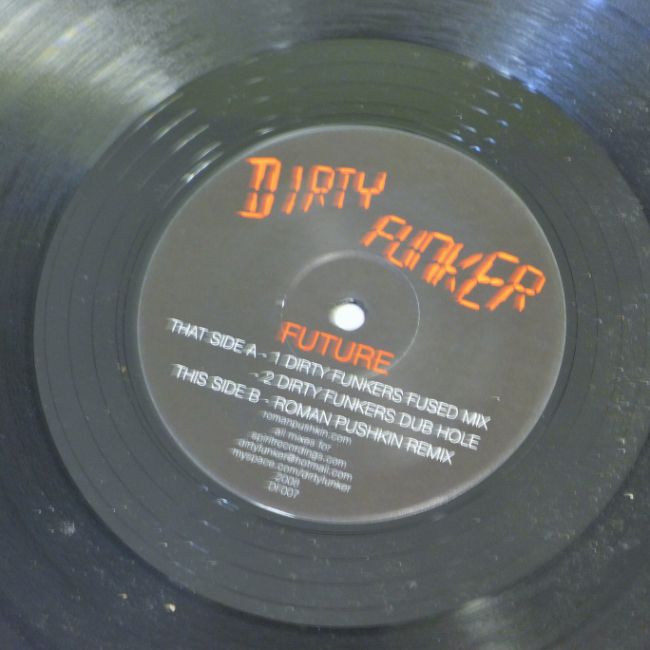 DIRTY
FUNKER
FUTURE
THAT SIDE A - 1 DIRTY FUNKERS FUSED MIX
- 2 DIRTY FUNKERS DUB HOLE
THIS SIDE B - ROMAN PUSHKIN REMIX
romanpushkin.com
all mixes for
spiritrecordings.com
dirtyfunker@hotmail.com
myspace.com/dirtyfunker
2008
DF007